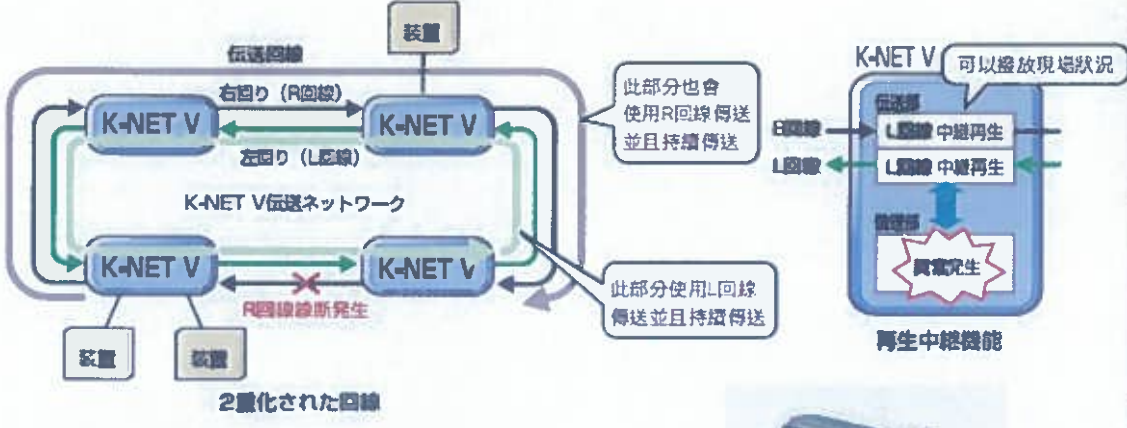 装置
伝送回線
右回り（R回線）
K-NET V
K-NET V
左回り（L回線）
K-NET V伝送ネットワーク
K-NET V
K-NET V
R回線線断発生
装置
装置
2重化された回線
此部分也會
使用R回線傳送
並且持續傳送
此部分使用L回線
傳送並且持續傳送
K-NET V
可以播放現場狀況
伝送部
L回線 中継再生
L回線
L回線 中継再生
異常発生
再生中継機能